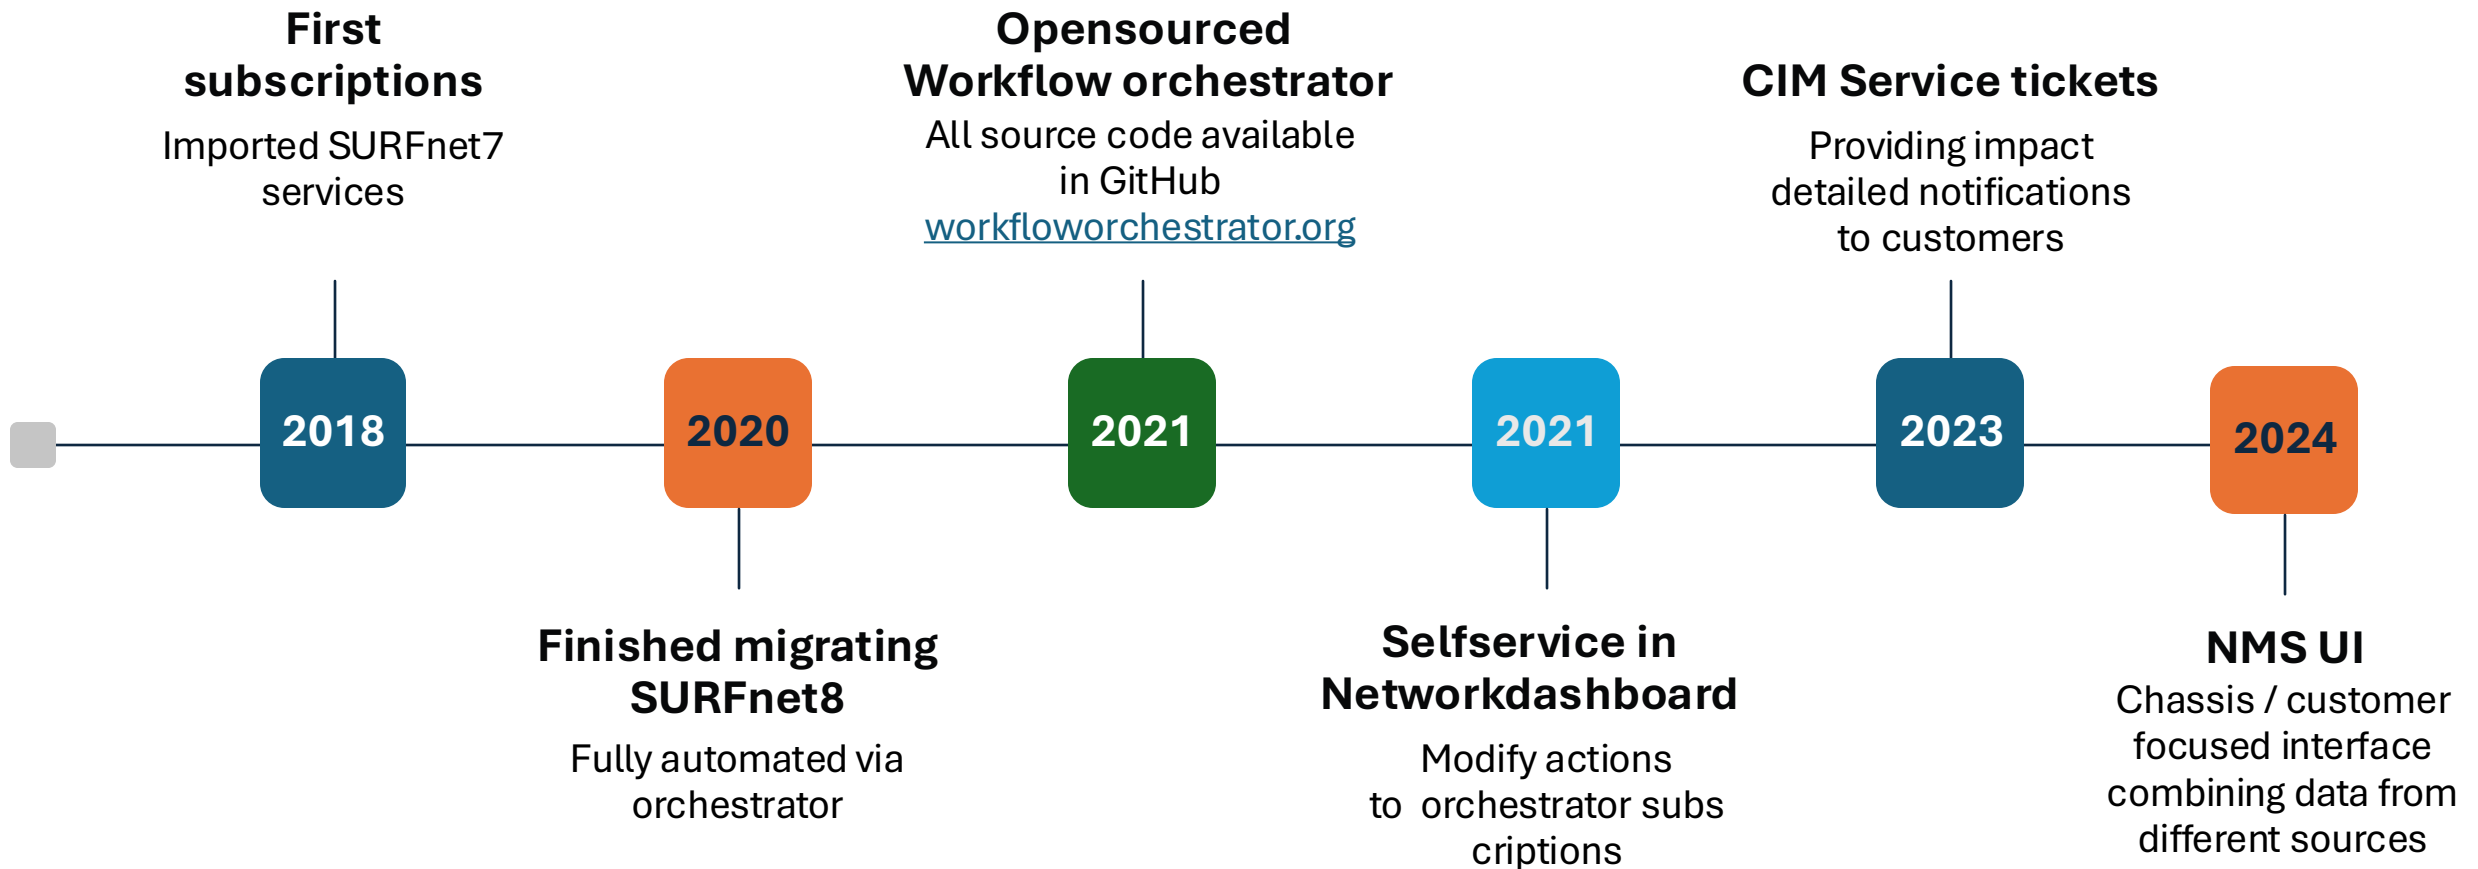 First
subscriptions
Imported SURFnet7
services
Opensourced
Workflow orchestrator
All source code available
in GitHub
workfloworchestrator.org
CIM Service tickets
Providing impact
detailed notifications
to customers
2018
2020
2021
2021
2023
2024
Finished migrating
SURFnet8
Fully automated via
orchestrator
Selfservice in
Networkdashboard
Modify actions
to  orchestrator subs
criptions
NMS UI
Chassis / customer
focused interface
combining data from
different sources